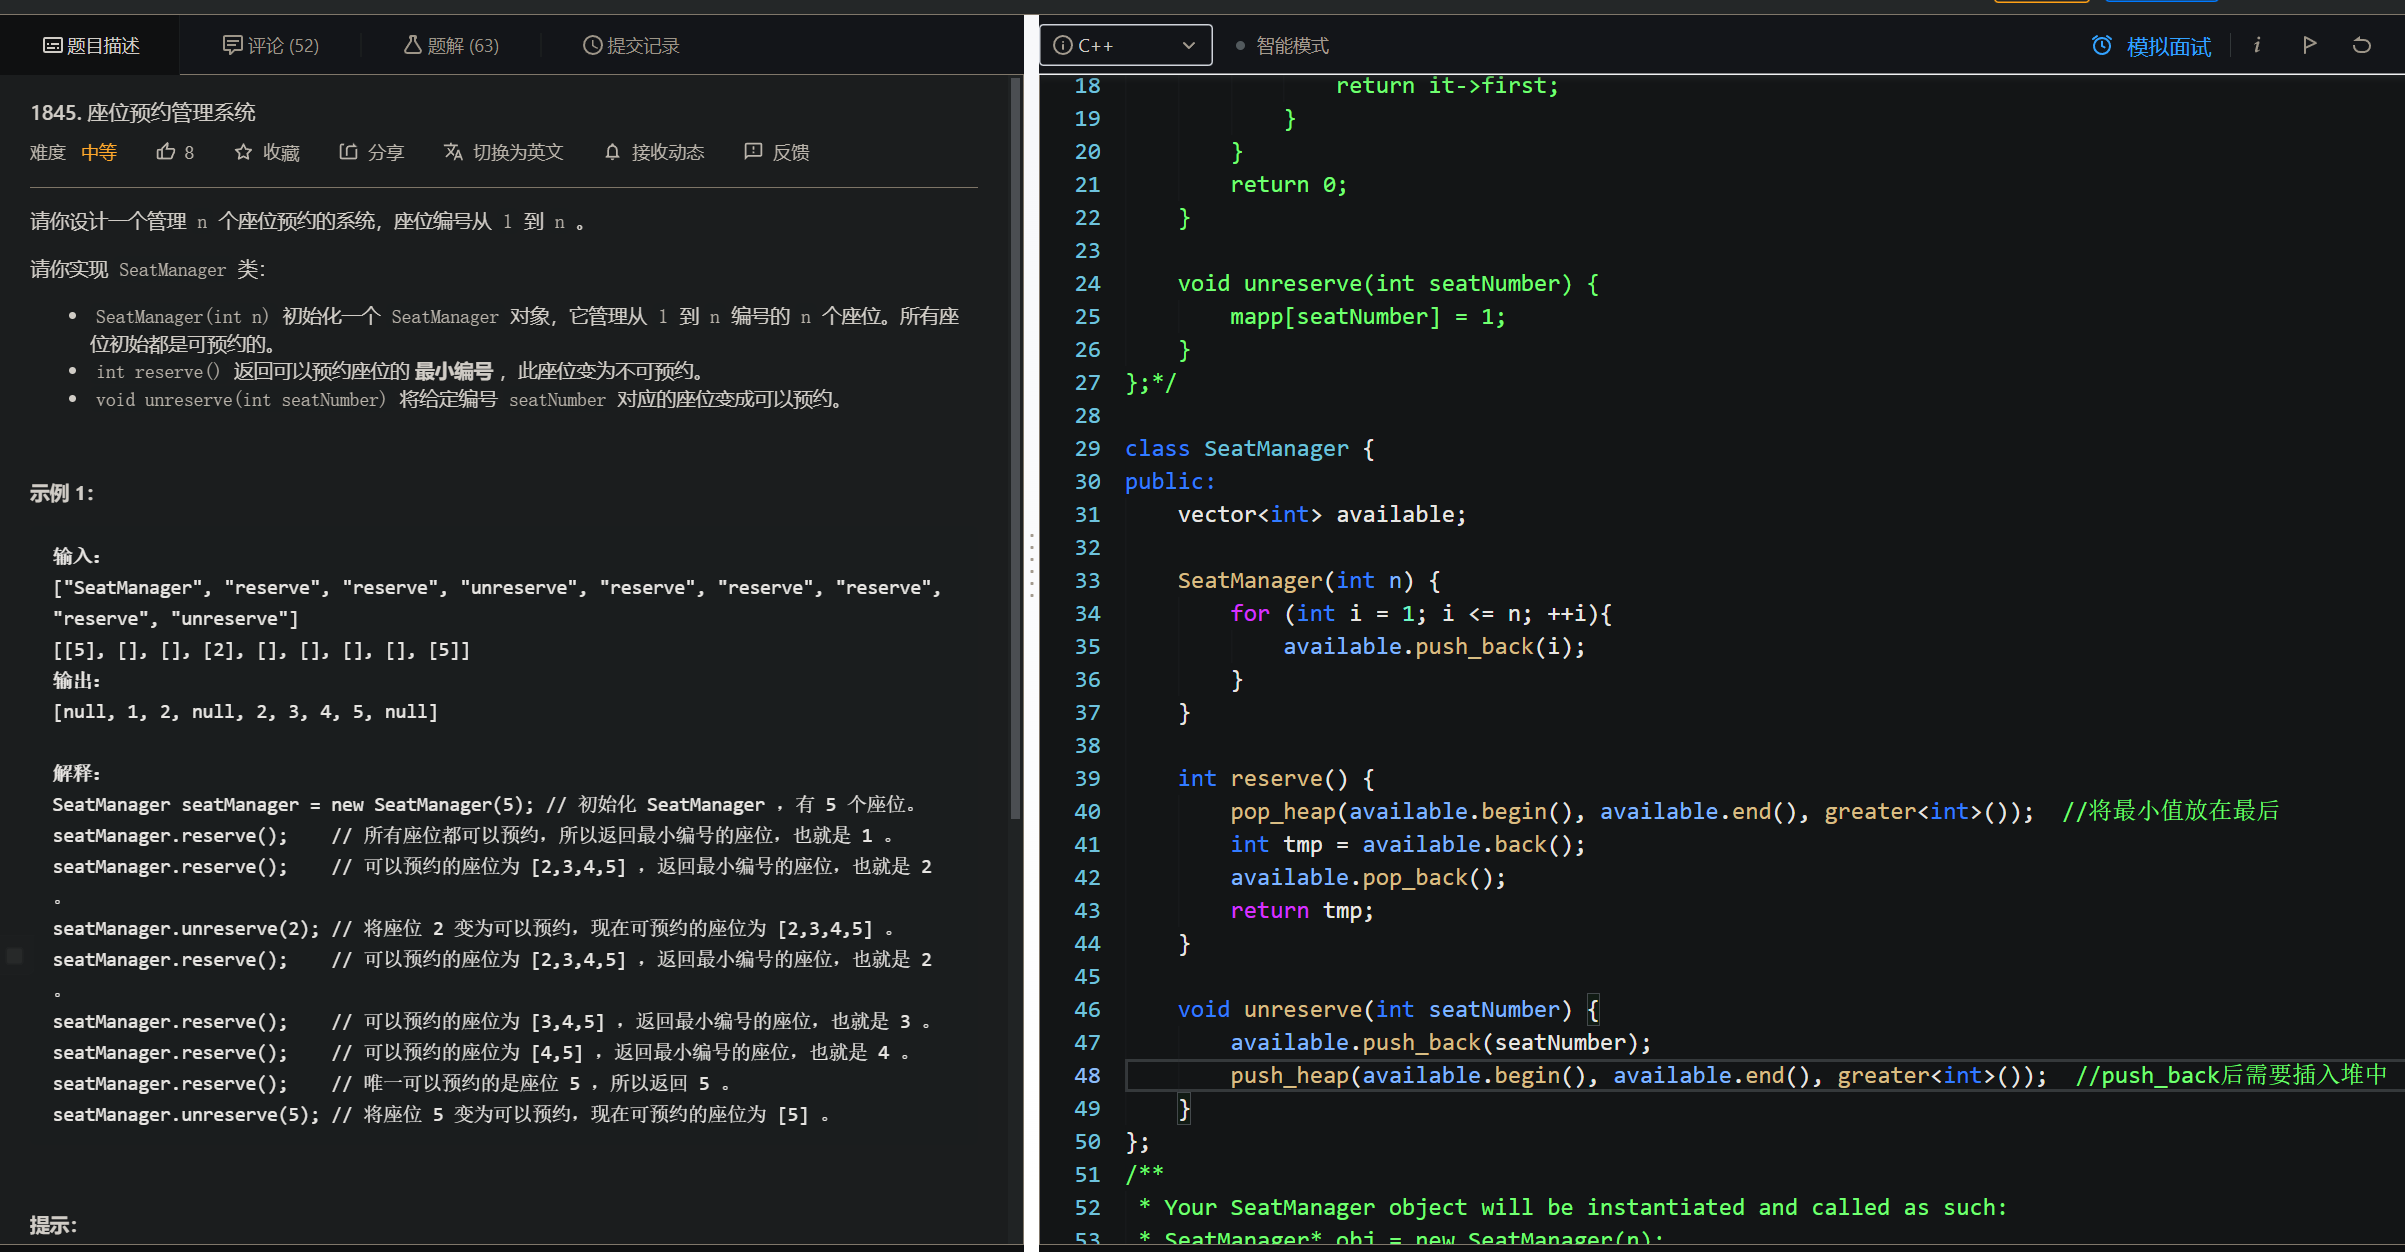 题目描述
评论 (52)
题解 (63)
提交记录
1845. 座位预约管理系统
难度 中等 8 收藏 分享 切换为英文 接收动态 反馈
请你设计一个管理 n 个座位预约的系统，座位编号从 1 到 n 。
请你实现 SeatManager 类：
SeatManager(int n) 初始化一个 SeatManager 对象，它管理从 1 到 n 编号的 n 个座位。所有座
位初始都是可预约的。
int reserve() 返回可以预约座位的 最小编号 ，此座位变为不可预约。
void unreserve(int seatNumber) 将给定编号 seatNumber 对应的座位变成可以预约。
示例 1：
输入：
["SeatManager", "reserve", "reserve", "unreserve", "reserve", "reserve", "reserve",
"reserve", "unreserve"]
[[5], [], [], [2], [], [], [], [], [5]]
输出：
[null, 1, 2, null, 2, 3, 4, 5, null]
解释：
SeatManager seatManager = new SeatManager(5); // 初始化 SeatManager ，有 5 个座位。
seatManager.reserve();    // 所有座位都可以预约，所以返回最小编号的座位，也就是 1 。
seatManager.reserve();    // 可以预约的座位为 [2,3,4,5] ，返回最小编号的座位，也就是 2
。
seatManager.unreserve(2); // 将座位 2 变为可以预约，现在可预约的座位为 [2,3,4,5] 。
seatManager.reserve();    // 可以预约的座位为 [2,3,4,5] ，返回最小编号的座位，也就是 2
。
seatManager.reserve();    // 可以预约的座位为 [3,4,5] ，返回最小编号的座位，也就是 3 。
seatManager.reserve();    // 可以预约的座位为 [4,5] ，返回最小编号的座位，也就是 4 。
seatManager.reserve();    // 唯一可以预约的是座位 5 ，所以返回 5 。
seatManager.unreserve(5); // 将座位 5 变为可以预约，现在可预约的座位为 [5] 。
提示：
C++
智能模式
模拟面试
18                 return it->first;
19             }
20         }
21         return 0;
22     }
23
24     void unreserve(int seatNumber) {
25         mapp[seatNumber] = 1;
26     }
27 };*/
28
29 class SeatManager {
30 public:
31     vector<int> available;
32
33     SeatManager(int n) {
34         for (int i = 1; i <= n; ++i){
35             available.push_back(i);
36         }
37     }
38
39     int reserve() {
40         pop_heap(available.begin(), available.end(), greater<int>());  //将最小值放在最后
41         int tmp = available.back();
42         available.pop_back();
43         return tmp;
44     }
45
46     void unreserve(int seatNumber) {
47         available.push_back(seatNumber);
48         push_heap(available.begin(), available.end(), greater<int>());  //push_back后需要插入堆中
49     }
50 };
51 /**
52  * Your SeatManager object will be instantiated and called as such:
53  * SeatManager* obj = new SeatManager(n);